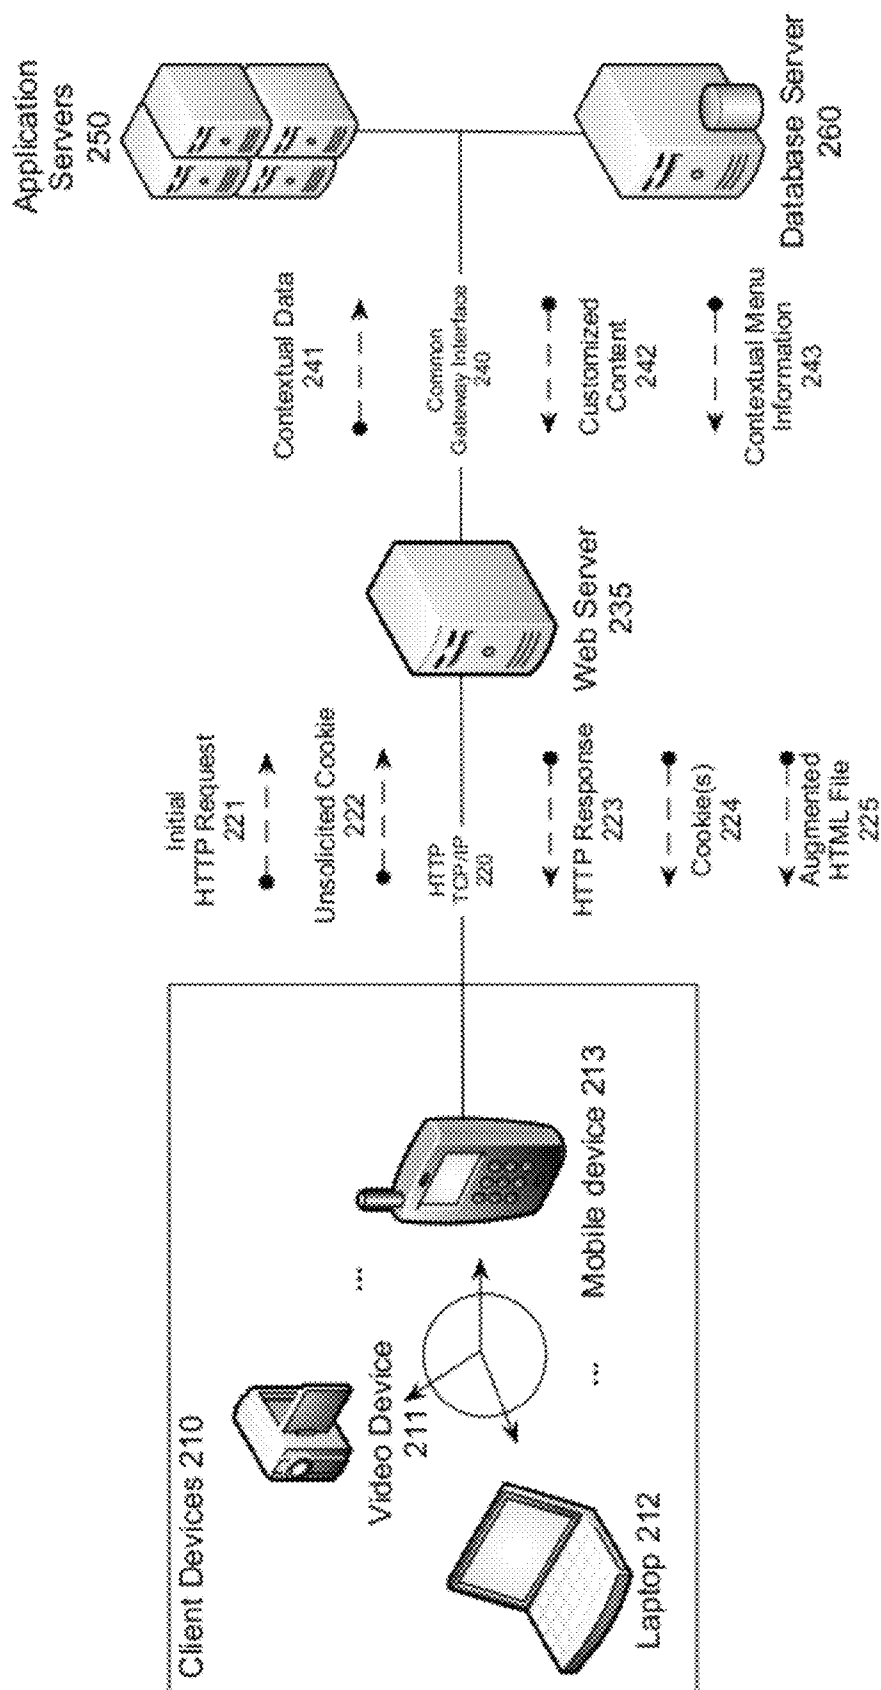 Client Devices 210
Video Device
211
...
Laptop 212
...
Mobile device 213
Initial
HTTP Request
221
Unsolicited Cookie
222
HTTP
TCP/IP
220
HTTP Response
223
Cookie(s)
224
Augmented
HTML File
225
Web Server
235
Contextual Data
241
Common
Gateway Interface
240
Customized
Content
242
Contextual Menu
Information
243
Application
Servers
250
Database Server
260